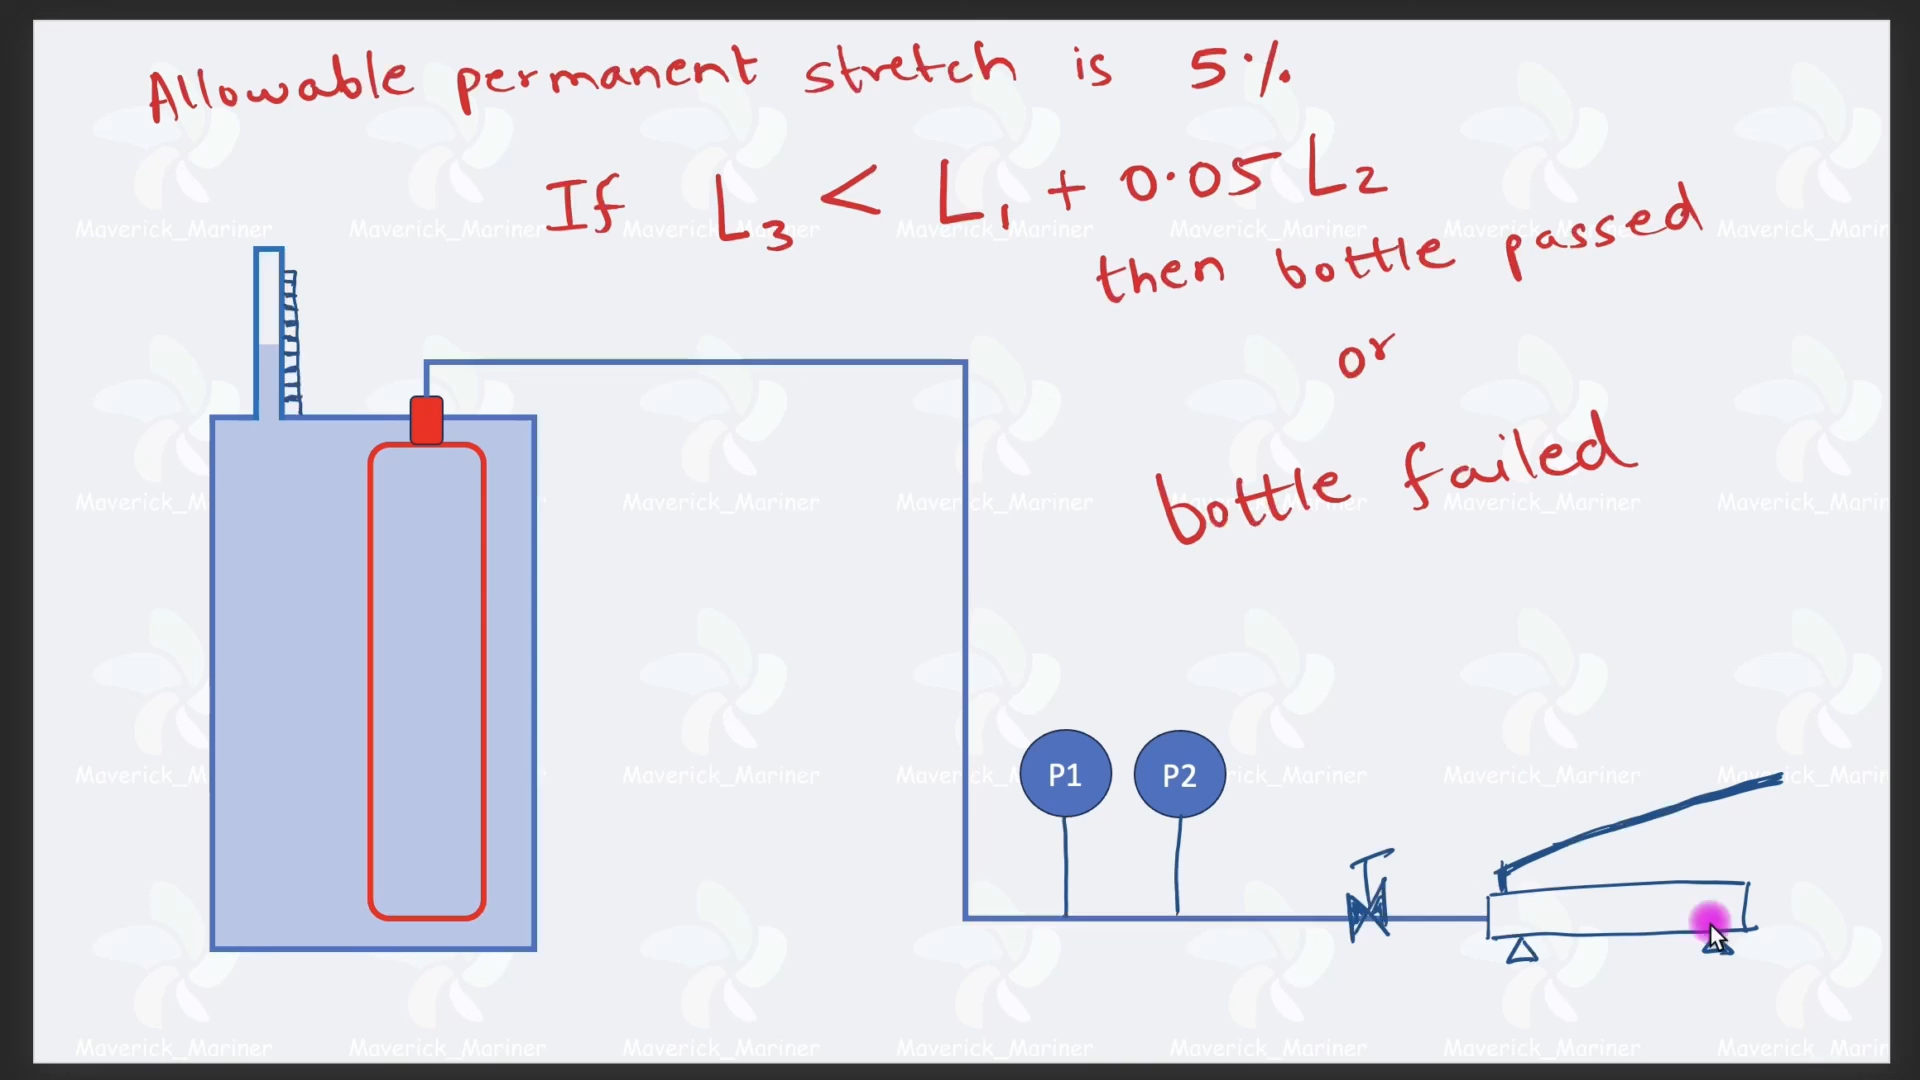 Allowable permanent stretch is 5%
If L3 < L1 + 0.05 L2
then bottle passed
or
bottle failed
P1 P2
Maverick_Mariner